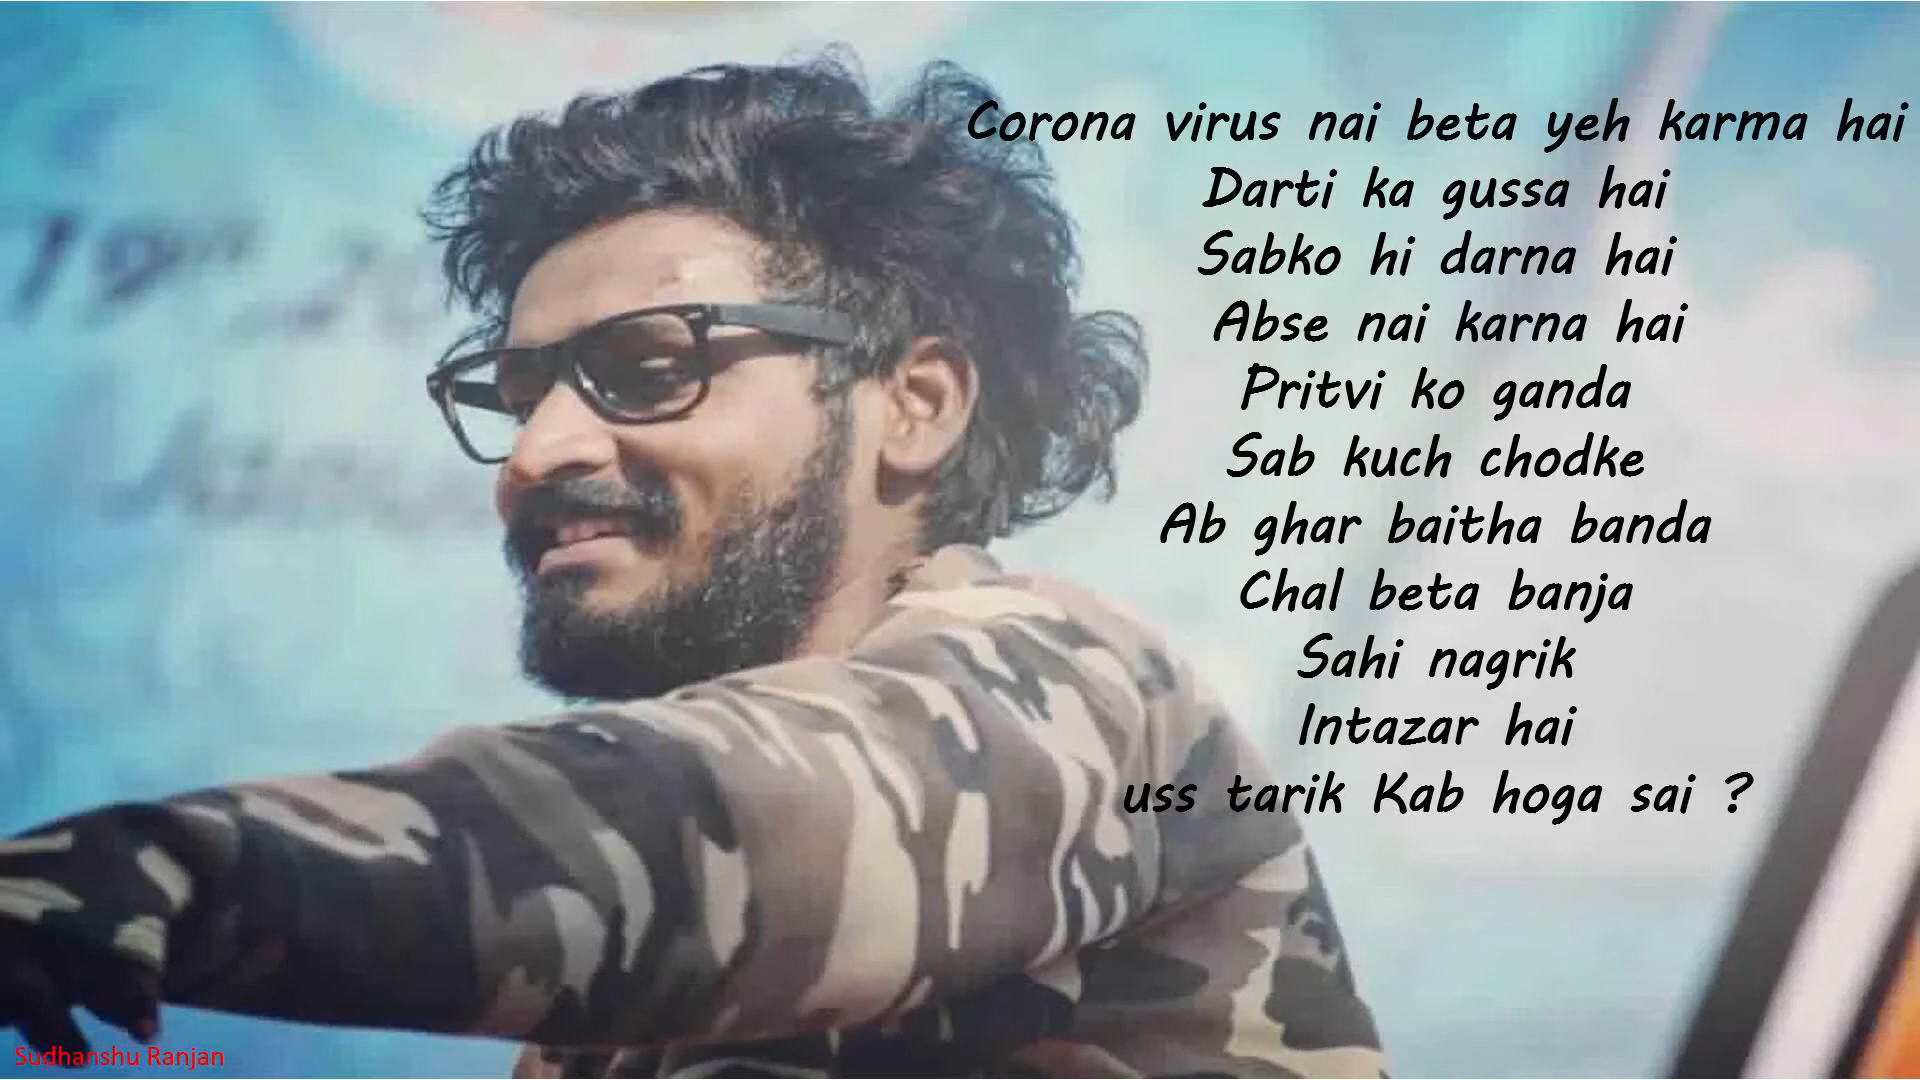 Corona virus nai beta yeh karma hai
Darti ka gussa hai
Sabko hi darna hai
Abse nai karna hai
Pritvi ko ganda
Sab kuch chodke
Ab ghar baitha banda
Chal beta banja
Sahi nagrik
Intazar hai
uss tarik Kab hoga sai ?
Sudhanshu Ranjan